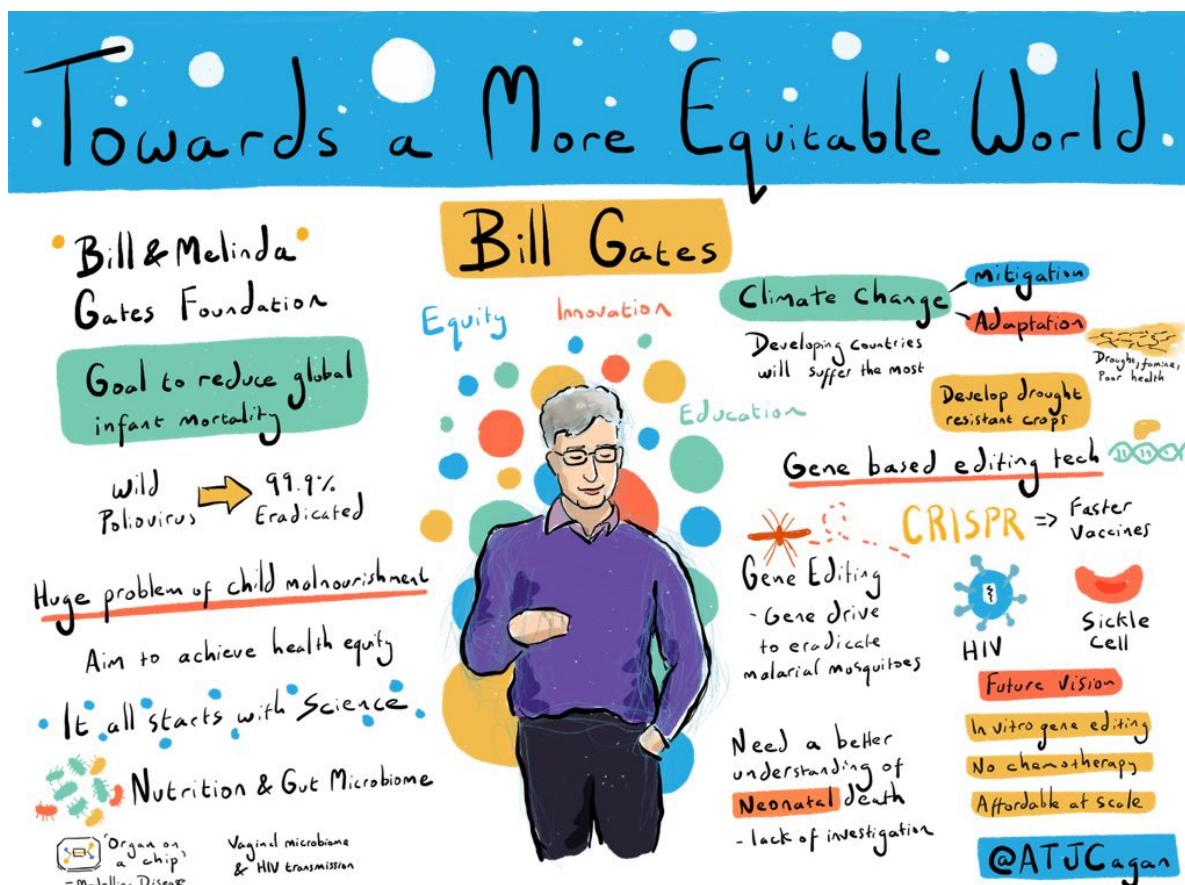 Towards a More Equitable World
Bill Gates
Bill & Melinda
Gates Foundation
Goal to reduce global
infant mortality
Wild
Poliovirus
99.9%
Eradicated
Huge problem of child malnourishment
Aim to achieve health equity
It all starts with Science
Nutrition & Gut Microbiome
'Organ on
a chip'
- Modelling Disease
Vaginal microbiome
& HIV transmission
Equity
Innovation
Education
Climate change
Mitigation
Adaptation
Developing countries
will suffer the most
Drought, famine,
Poor health
Develop drought
resistant crops
Gene based editing tech
CRISPR =>
Faster
Vaccines
Gene Editing
- Gene drive
to eradicate
malarial mosquitoes
HIV
Sickle
Cell
Need a better
understanding of
Neonatal death
- lack of investigation
Future Vision
In vitro gene editing
No chemotherapy
Affordable at scale
@ATJCagan